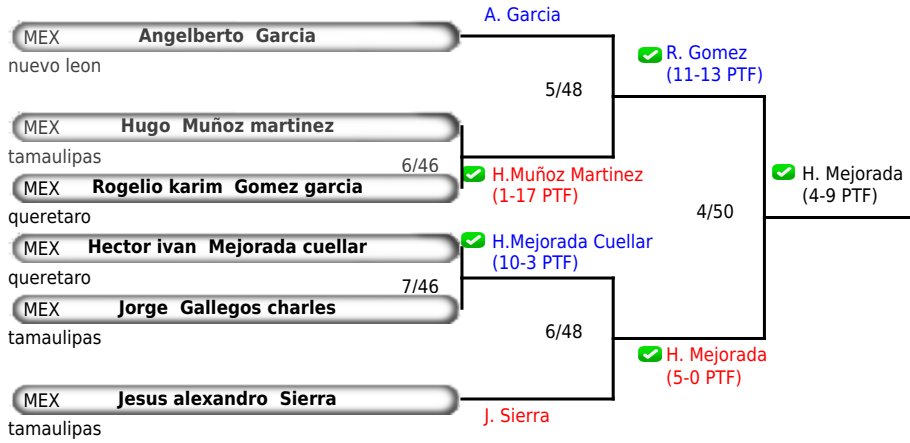 A. Garcia
MEX Angelberto Garcia
nuevo leon
R. Gomez
(11-13 PTF)
5/48
MEX Hugo Muñoz martinez
tamaulipas
6/46
H.Muñoz Martinez
(1-17 PTF)
MEX Rogelio karim Gomez garcia
queretaro
H. Mejorada
(4-9 PTF)
4/50
MEX Hector ivan Mejorada cuellar
queretaro
H.Mejorada Cuellar
(10-3 PTF)
7/46
MEX Jorge Gallegos charles
tamaulipas
6/48
H. Mejorada
(5-0 PTF)
MEX Jesus alexandro Sierra
tamaulipas
J. Sierra